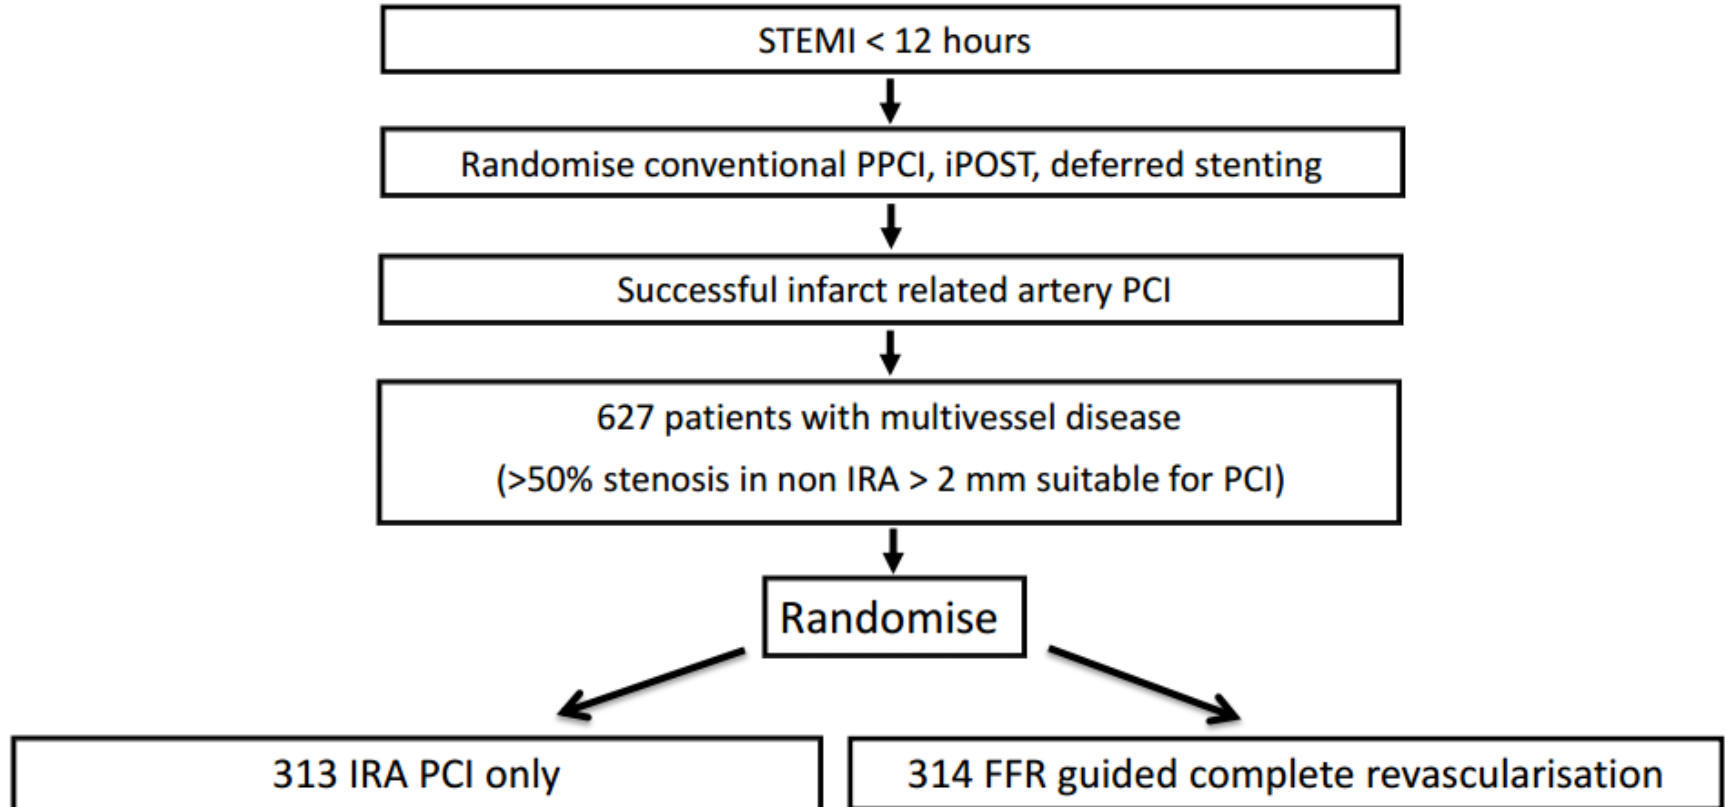 STEMI < 12 hours
Randomise conventional PPCI, iPOST, deferred stenting
Successful infarct related artery PCI
627 patients with multivessel disease
(>50% stenosis in non IRA > 2 mm suitable for PCI)
Randomise
313 IRA PCI only
314 FFR guided complete revascularisation